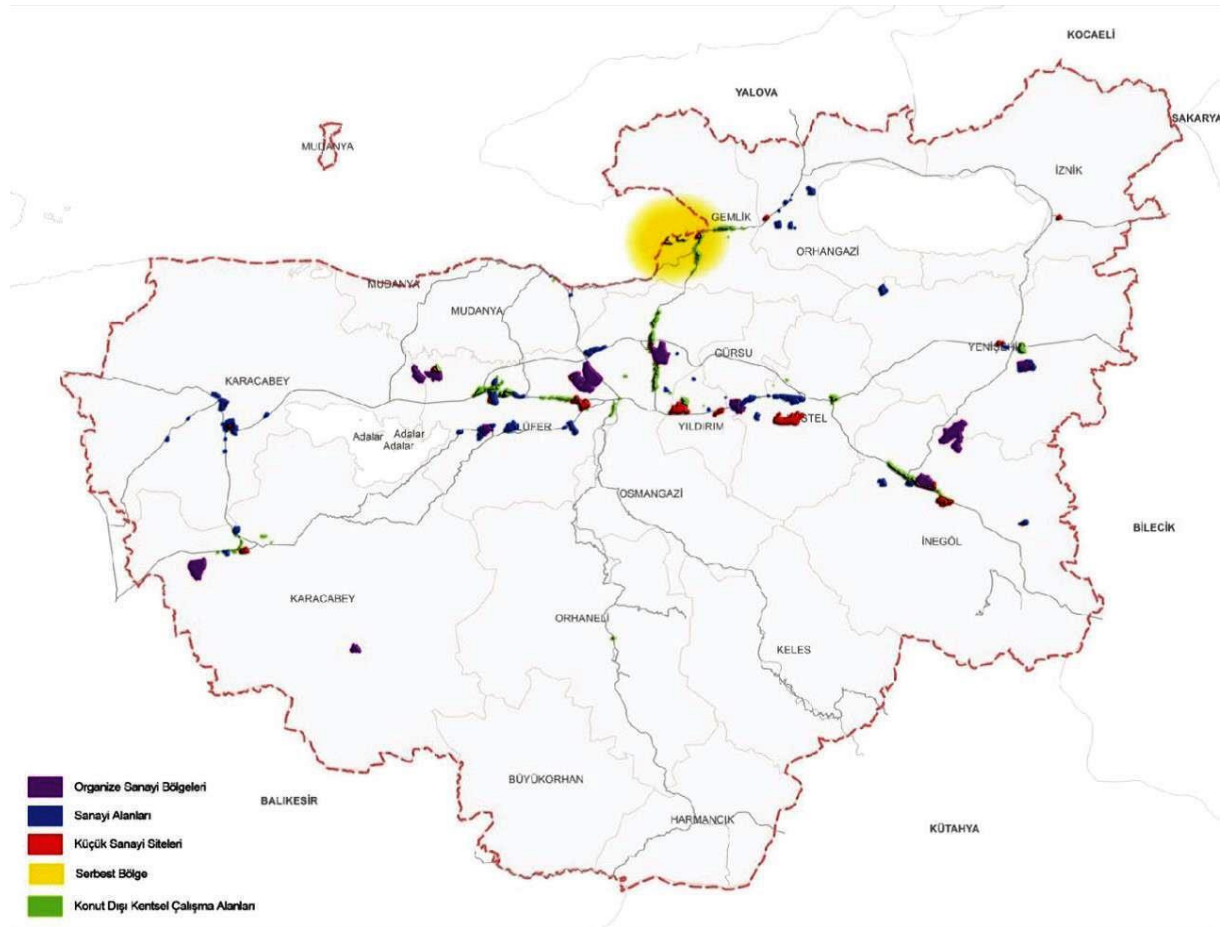 KOCAELİ
YALOVA
SAKARYA
MUDANYA
İZNİK
GEMLİK
ORHANGAZİ
MUDANYA
MUDANYA
YENİŞEHİR
GÜRSU
KARACABEY
Adalar
Adalar
Adalar
LÜFER
YILDIRIM
STEL
OSMANGAZİ
BİLECİK
İNEGÖL
KARACABEY
ORHANELİ
KELES
BÜYÜKORHAN
HARMANCIK
BALIKESİR
KÜTAHYA
Organize Sanayi Bölgeleri
Sanayi Alanları
Küçük Sanayi Siteleri
Serbest Bölge
Konut Dışı Kentsel Çalışma Alanları